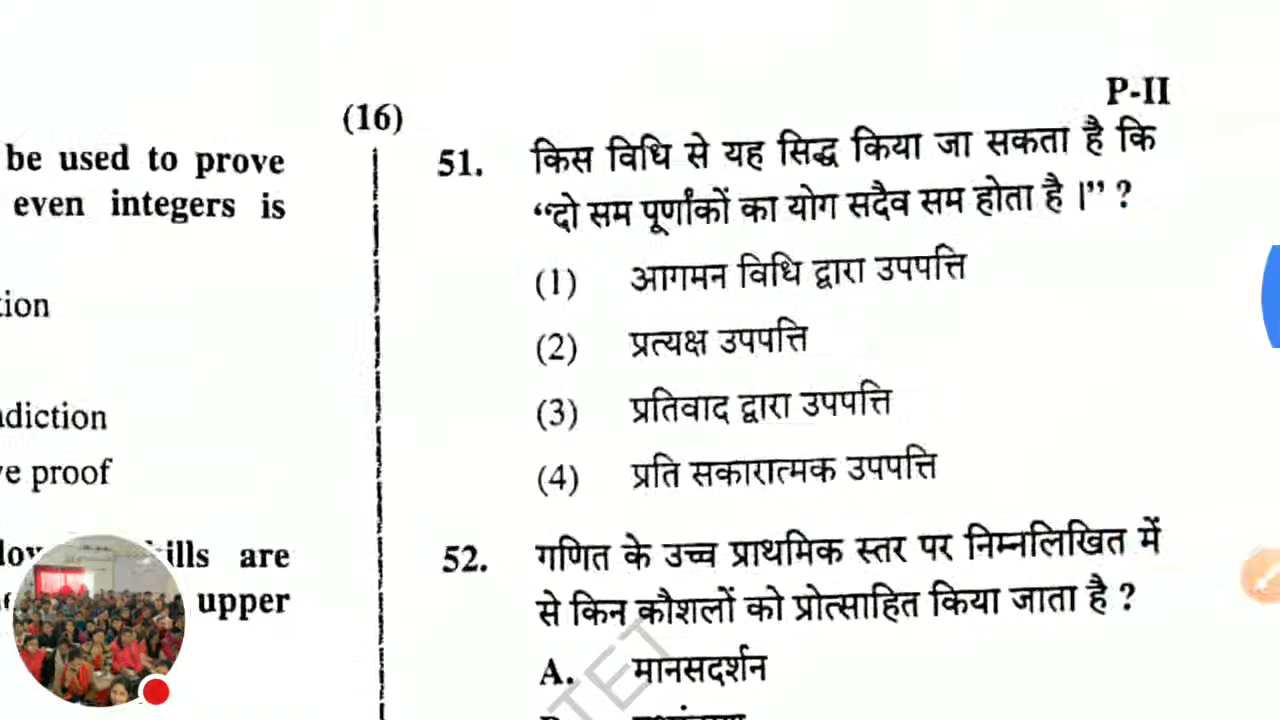 P-II
(16)
be used to prove
even integers is
tion
diction
e proof
ills are
upper
51. किस विधि से यह सिद्ध किया जा सकता है कि
“दो सम पूर्णांकों का योग सदैव सम होता है ।” ?
(1) आगमन विधि द्वारा उपपत्ति
(2) प्रत्यक्ष उपपत्ति
(3) प्रतिवाद द्वारा उपपत्ति
(4) प्रति सकारात्मक उपपत्ति
52. गणित के उच्च प्राथमिक स्तर पर निम्नलिखित में
से किन कौशलों को प्रोत्साहित किया जाता है ?
A. मानसदर्शन
TET